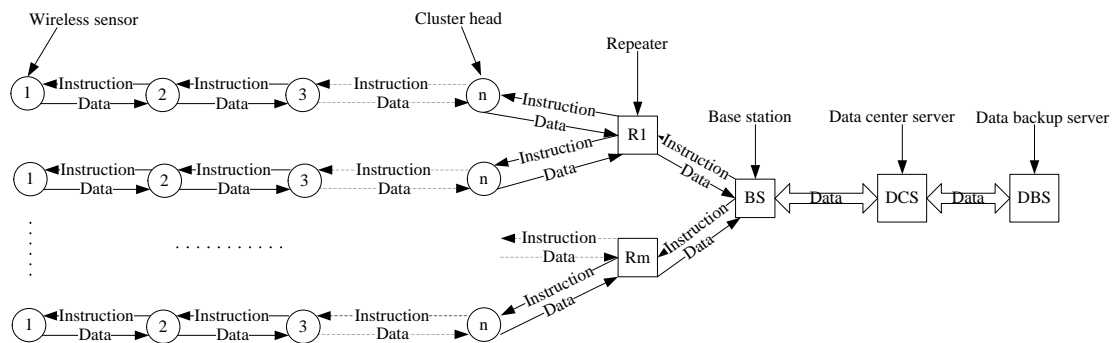 Wireless sensor
Cluster head
Repeater
1 Instruction Data 2 Instruction Data 3 Instruction Data n
Instruction
Data
R1
Base station
Data center server
Data backup server
1 Instruction Data 2 Instruction Data 3 Instruction Data n
Instruction
Data
Instruction
Data
BS
Data
DCS
Data
DBS
Instruction
Data
Rm
Instruction
Data
Instruction
Data
1 Instruction Data 2 Instruction Data 3 Instruction Data n